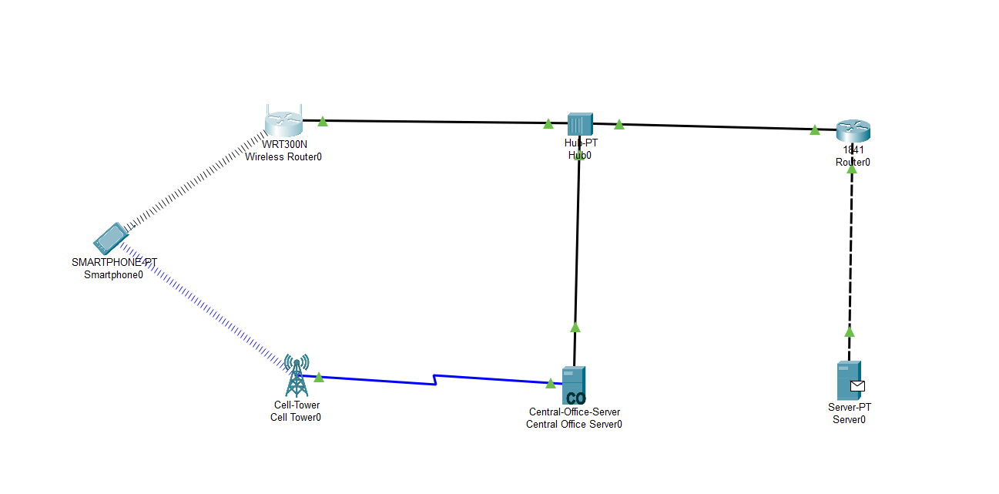 WRT300N
Wireless Router0
Hub-PT
Hub0
1841
Router0
SMARTPHONE-PT
Smartphone0
Cell-Tower
Cell Tower0
CO
Central-Office-Server
Central Office Server0
Server-PT
Server0